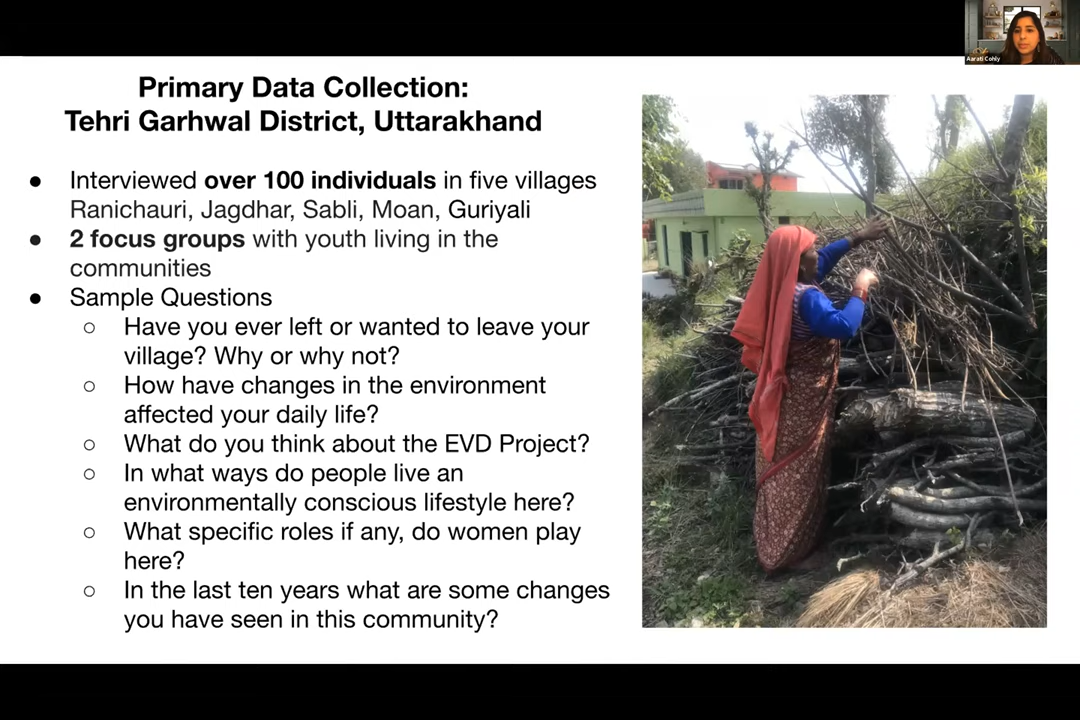 Aarati Cohly
Primary Data Collection:
Tehri Garhwal District, Uttarakhand
● Interviewed over 100 individuals in five villages
Ranichauri, Jagdhar, Sabli, Moan, Guriyali
● 2 focus groups with youth living in the
communities
● Sample Questions
○ Have you ever left or wanted to leave your
village? Why or why not?
○ How have changes in the environment
affected your daily life?
○ What do you think about the EVD Project?
○ In what ways do people live an
environmentally conscious lifestyle here?
○ What specific roles if any, do women play
here?
○ In the last ten years what are some changes
you have seen in this community?